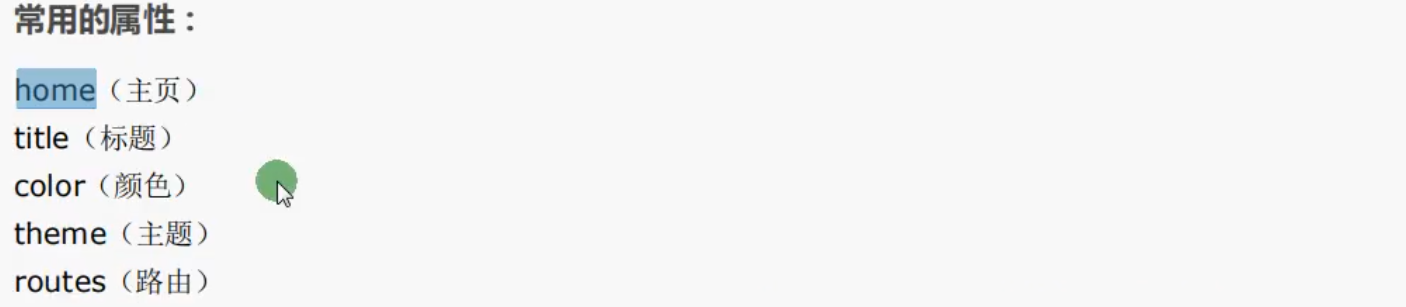 常用的属性：
home（主页）
title（标题）
color（颜色）
theme（主题）
routes（路由）